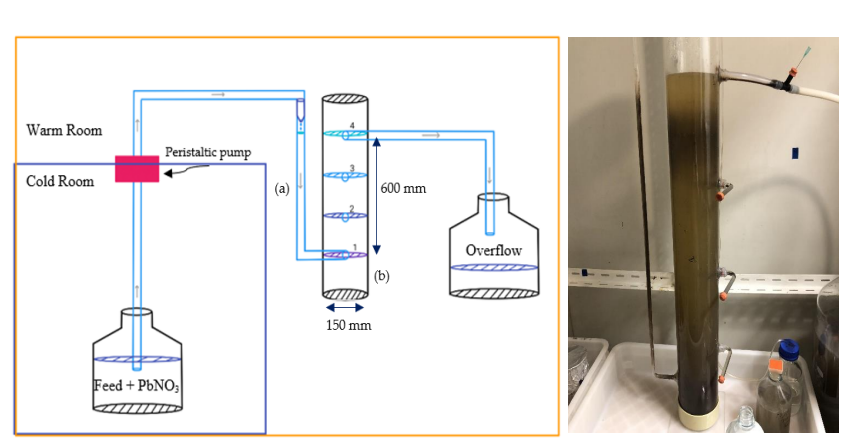 Warm Room
Cold Room
Peristaltic pump
(a)
4
3
2
1
600 mm
(b)
150 mm
Overflow
Feed + PbNO₃